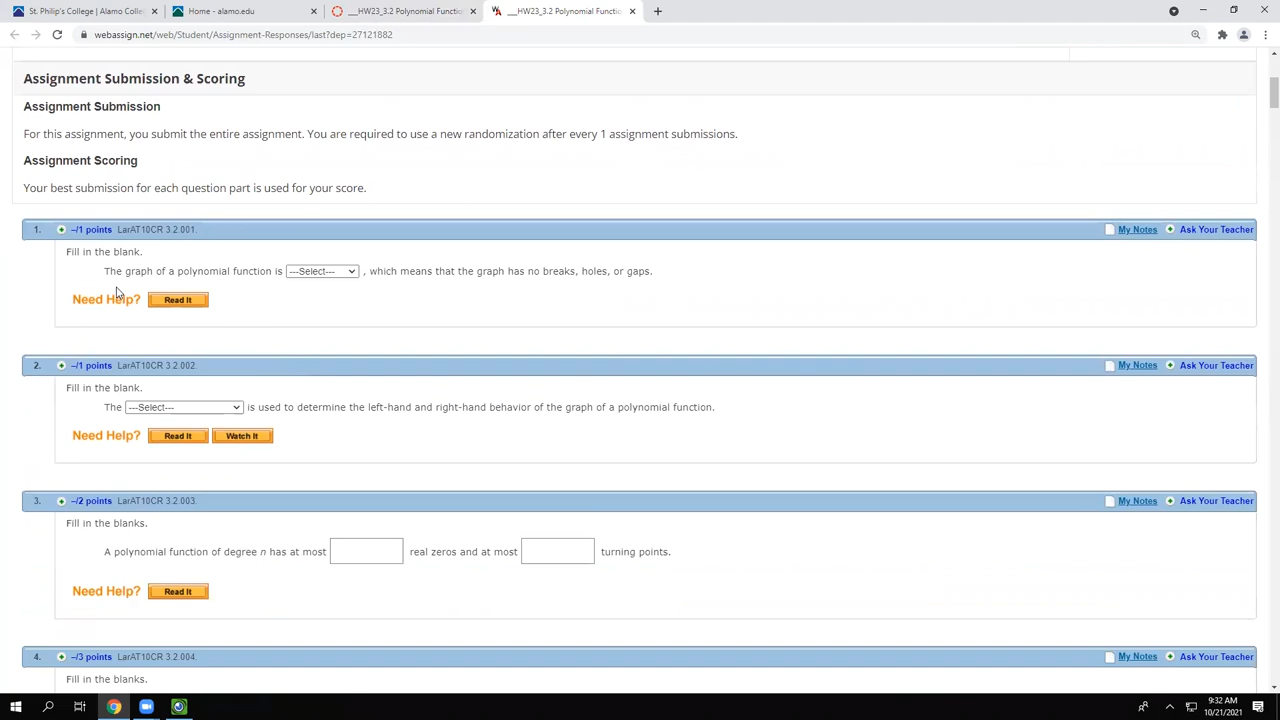 St. Philip's College | Alamo Colle
Home - alamo.edu
___HW23_3.2 Polynomial Functio
___HW23_3.2 Polynomial Function
webassign.net/web/Student/Assignment-Responses/last?dep=27121882
Assignment Submission & Scoring
Assignment Submission
For this assignment, you submit the entire assignment. You are required to use a new randomization after every 1 assignment submissions.
Assignment Scoring
Your best submission for each question part is used for your score.
1. –/1 points LarAT10CR 3.2.001. My Notes Ask Your Teacher
Fill in the blank.
The graph of a polynomial function is ---Select--- , which means that the graph has no breaks, holes, or gaps.
Need Help? Read It
2. –/1 points LarAT10CR 3.2.002. My Notes Ask Your Teacher
Fill in the blank.
The ---Select--- is used to determine the left-hand and right-hand behavior of the graph of a polynomial function.
Need Help? Read It Watch It
3. –/2 points LarAT10CR 3.2.003. My Notes Ask Your Teacher
Fill in the blanks.
A polynomial function of degree n has at most real zeros and at most turning points.
Need Help? Read It
4. –/3 points LarAT10CR 3.2.004. My Notes Ask Your Teacher
Fill in the blanks.
9:32 AM
10/21/2021